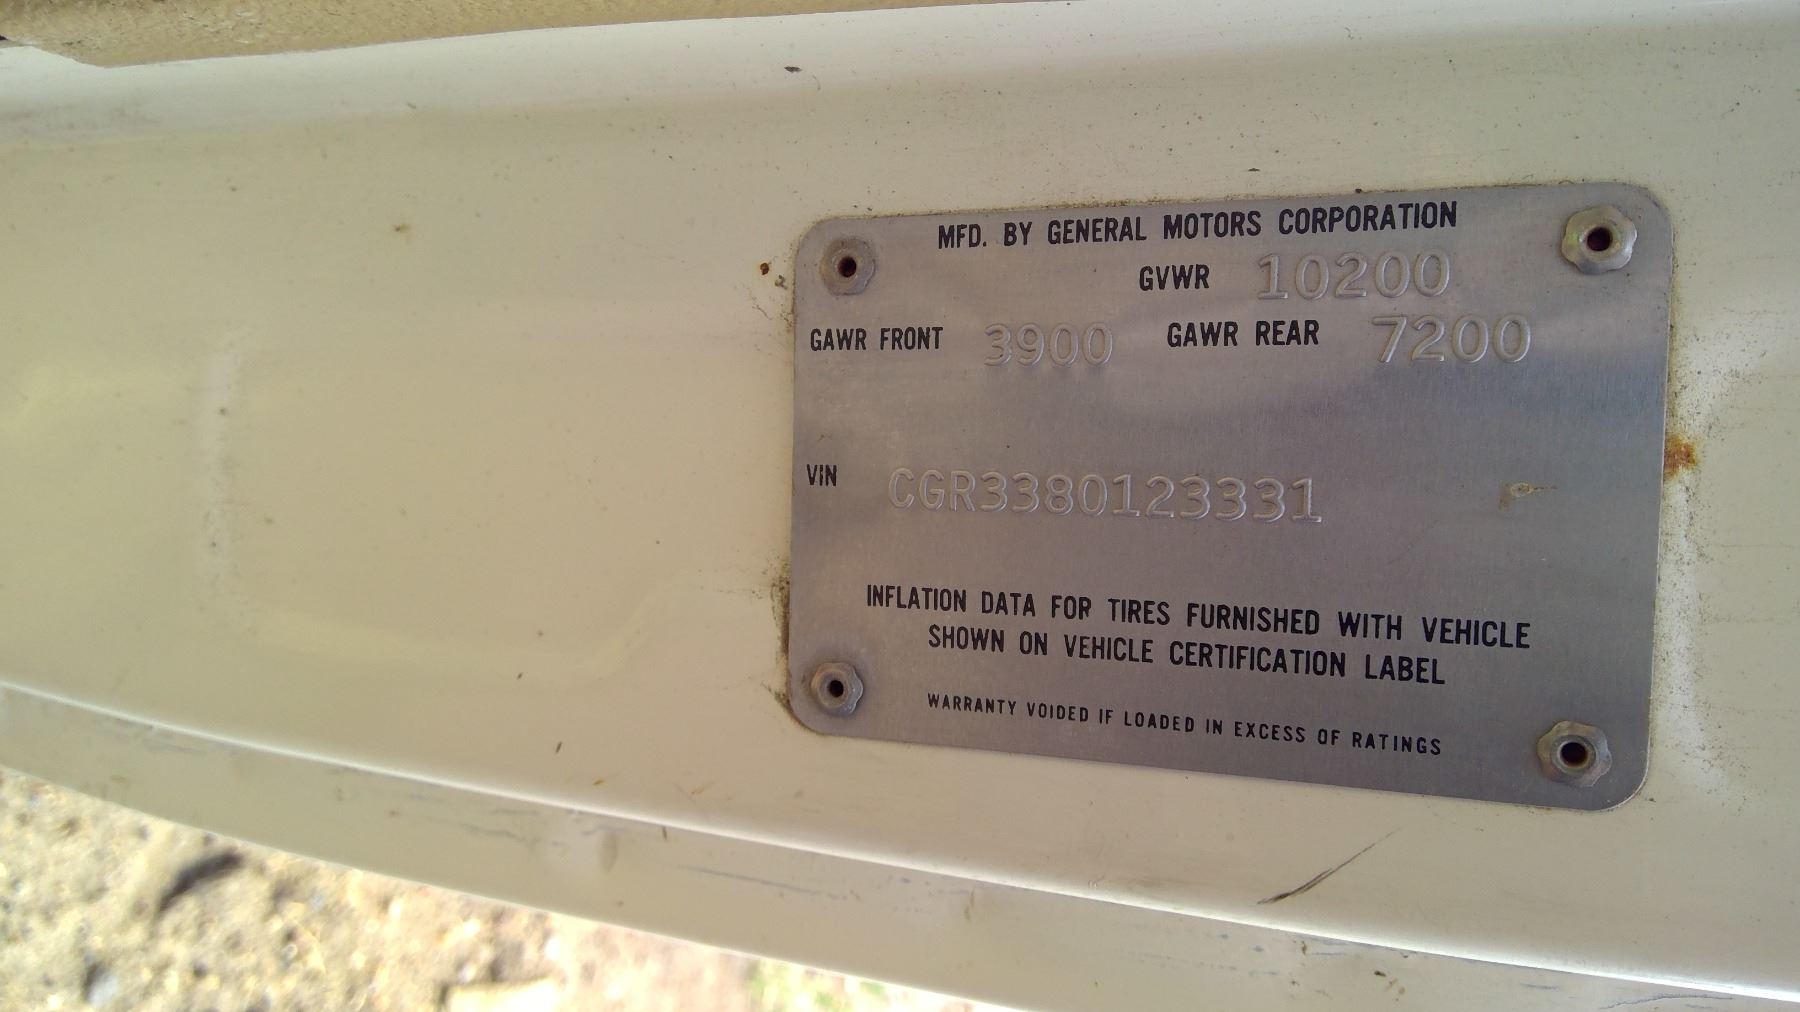 MFD. BY GENERAL MOTORS CORPORATION
GVWR 10200
GAWR FRONT 3900 GAWR REAR 7200
VIN CGR3380123331
INFLATION DATA FOR TIRES FURNISHED WITH VEHICLE
SHOWN ON VEHICLE CERTIFICATION LABEL
WARRANTY VOIDED IF LOADED IN EXCESS OF RATINGS